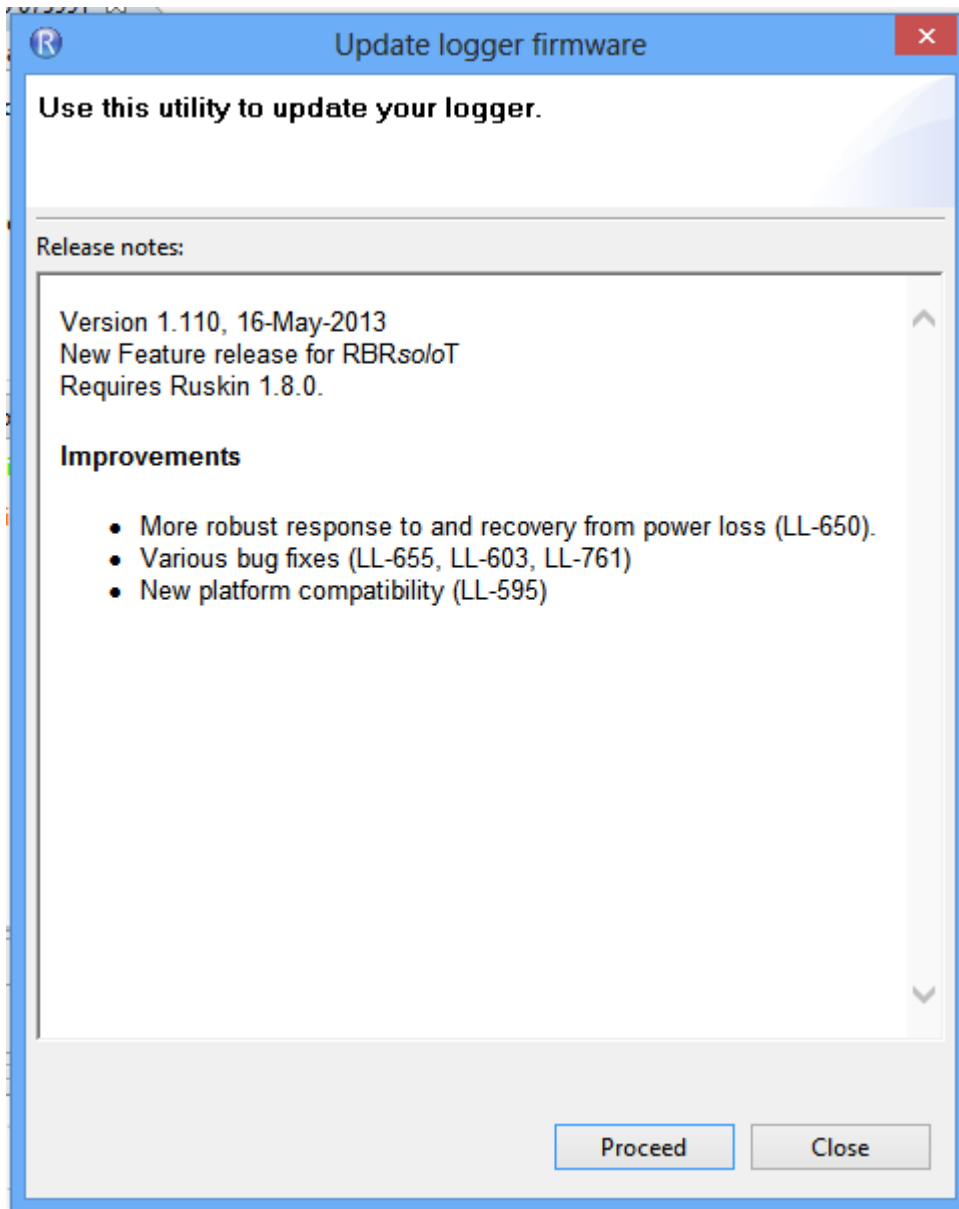 Update logger firmware
Use this utility to update your logger.
Release notes:
Version 1.110, 16-May-2013
New Feature release for RBRsoloT
Requires Ruskin 1.8.0.
Improvements
• More robust response to and recovery from power loss (LL-650).
• Various bug fixes (LL-655, LL-603, LL-761)
• New platform compatibility (LL-595)
Proceed
Close